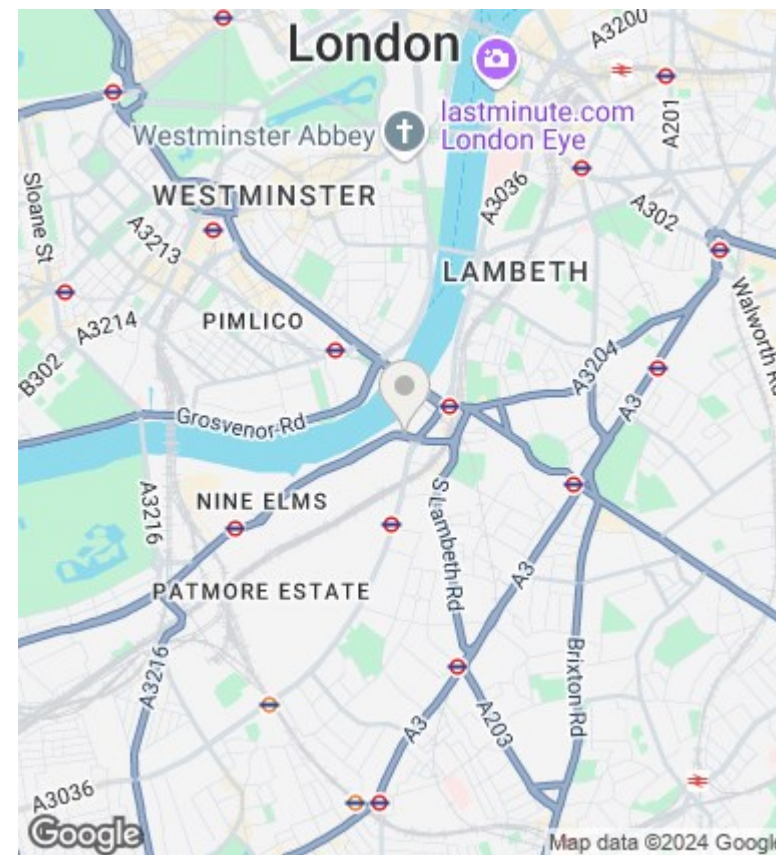 London
A3200
lastminute.com
London Eye
Westminster Abbey
A201
Sloane St
WESTMINSTER
A3036
A302
A3213
LAMBETH
Walworth Rd
A3214
PIMLICO
B302
A3204
A3
Grosvenor Rd
A3216
NINE ELMS
S Lambeth Rd
PATMORE ESTATE
A3
A3216
Brixton Rd
A203
A3
A3036
Google
Map data ©2024 Google